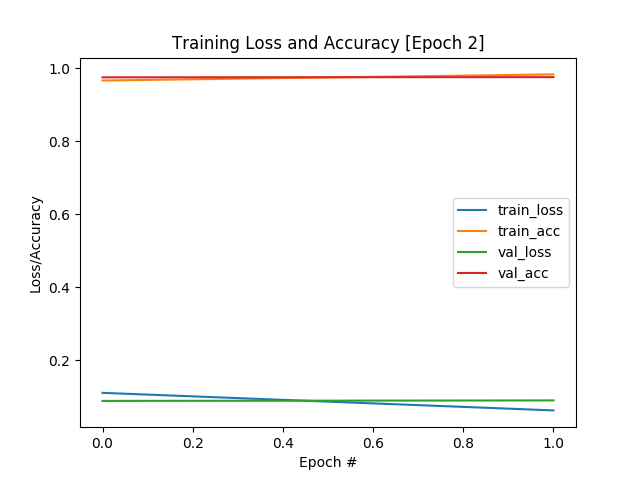 Training Loss and Accuracy [Epoch 2]
1.0
0.8
0.6
0.4
0.2
Loss/Accuracy
train_loss
train_acc
val_loss
val_acc
0.0 0.2 0.4 0.6 0.8 1.0
Epoch #